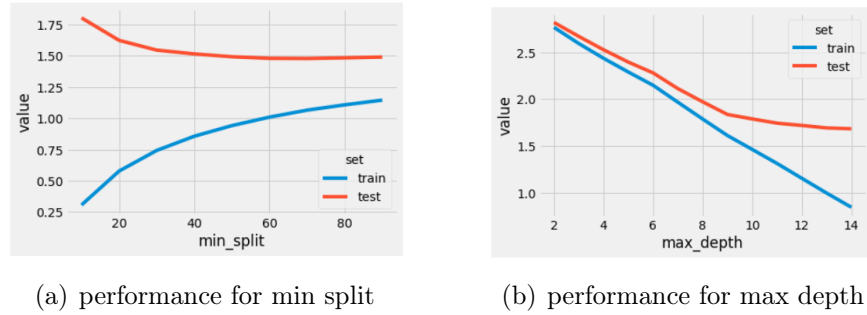 1.75
1.50
1.25
1.00
0.75
0.50
0.25
value
20 40 60 80
min_split
set
train
test
2.5
2.0
1.5
1.0
value
2 4 6 8 10 12 14
max_depth
set
train
test
(a) performance for min split
(b) performance for max depth